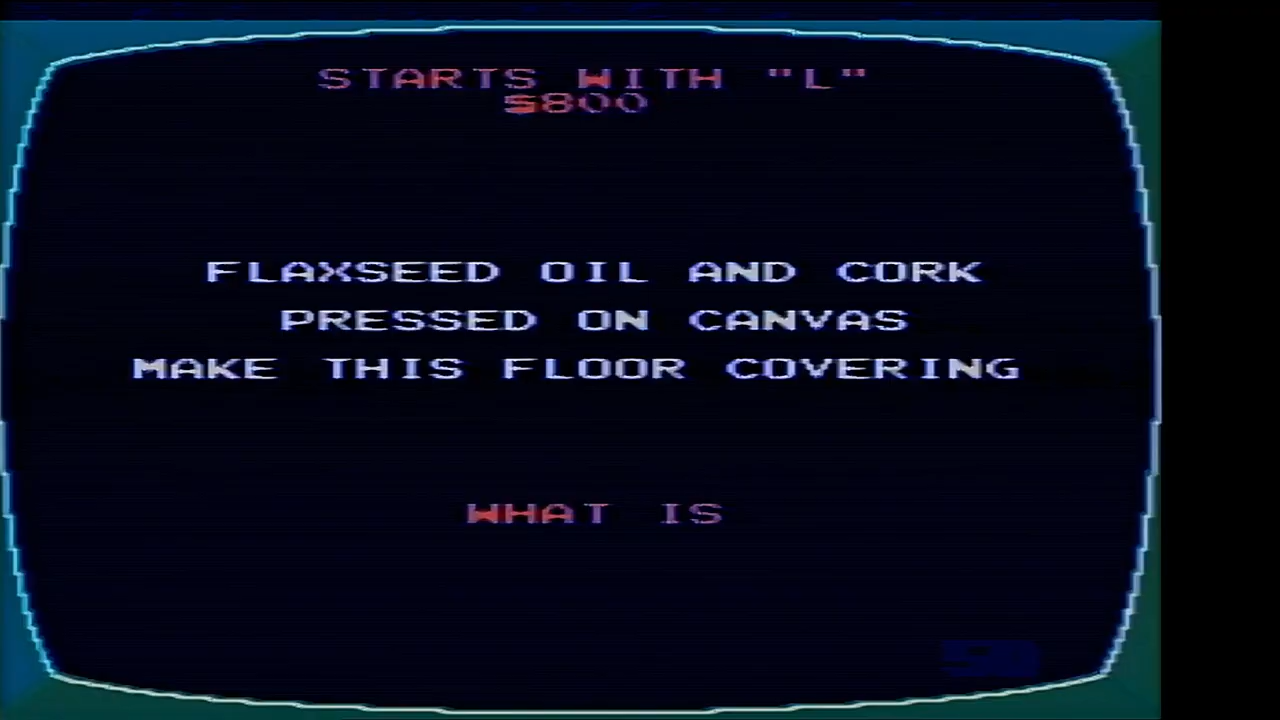 STARTS WITH "L"
$800
FLAXSEED OIL AND CORK
PRESSED ON CANVAS
MAKE THIS FLOOR COVERING
WHAT IS